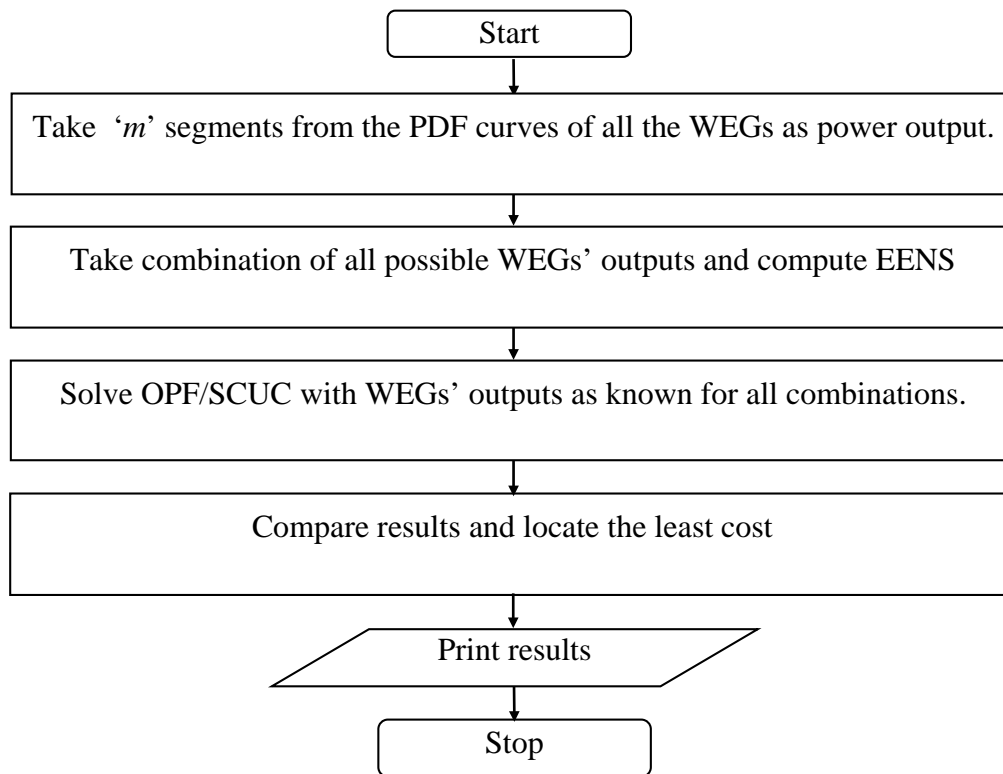 Start
Take ‘m’ segments from the PDF curves of all the WEGs as power output.
Take combination of all possible WEGs’ outputs and compute EENS
Solve OPF/SCUC with WEGs’ outputs as known for all combinations.
Compare results and locate the least cost
Print results
Stop